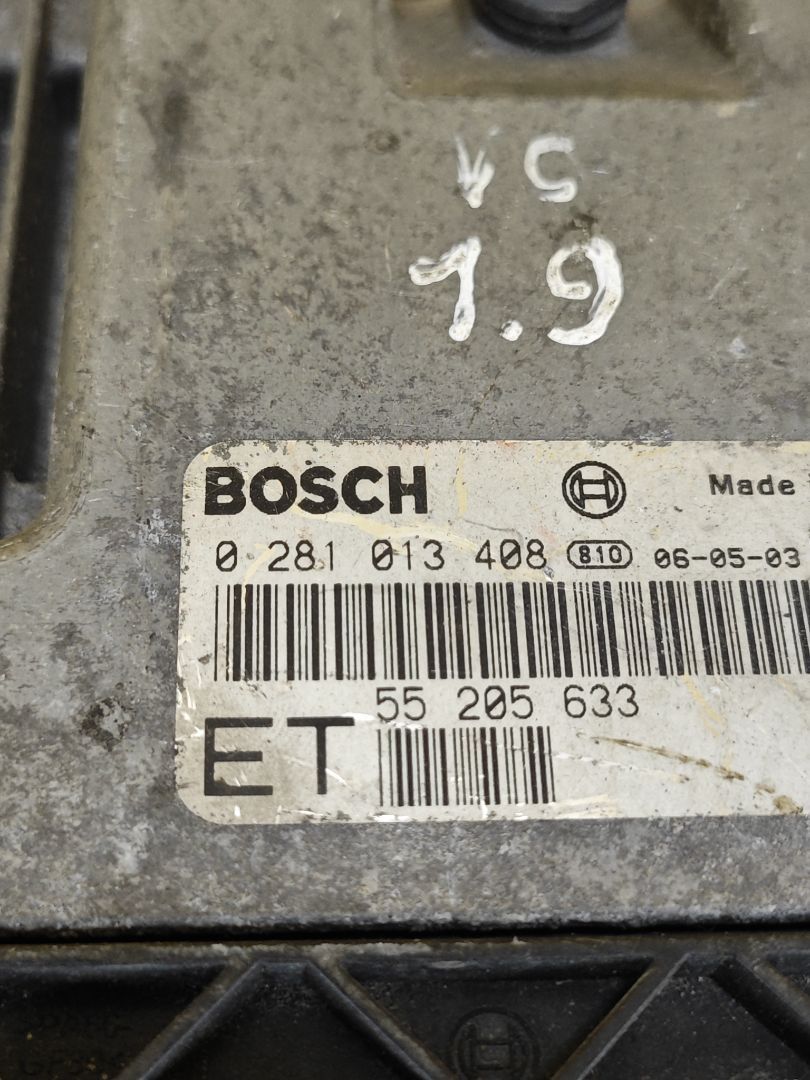 VC
1.9
BOSCH Made
0 281 013 408 810 06-05-03
55 205 633
ET